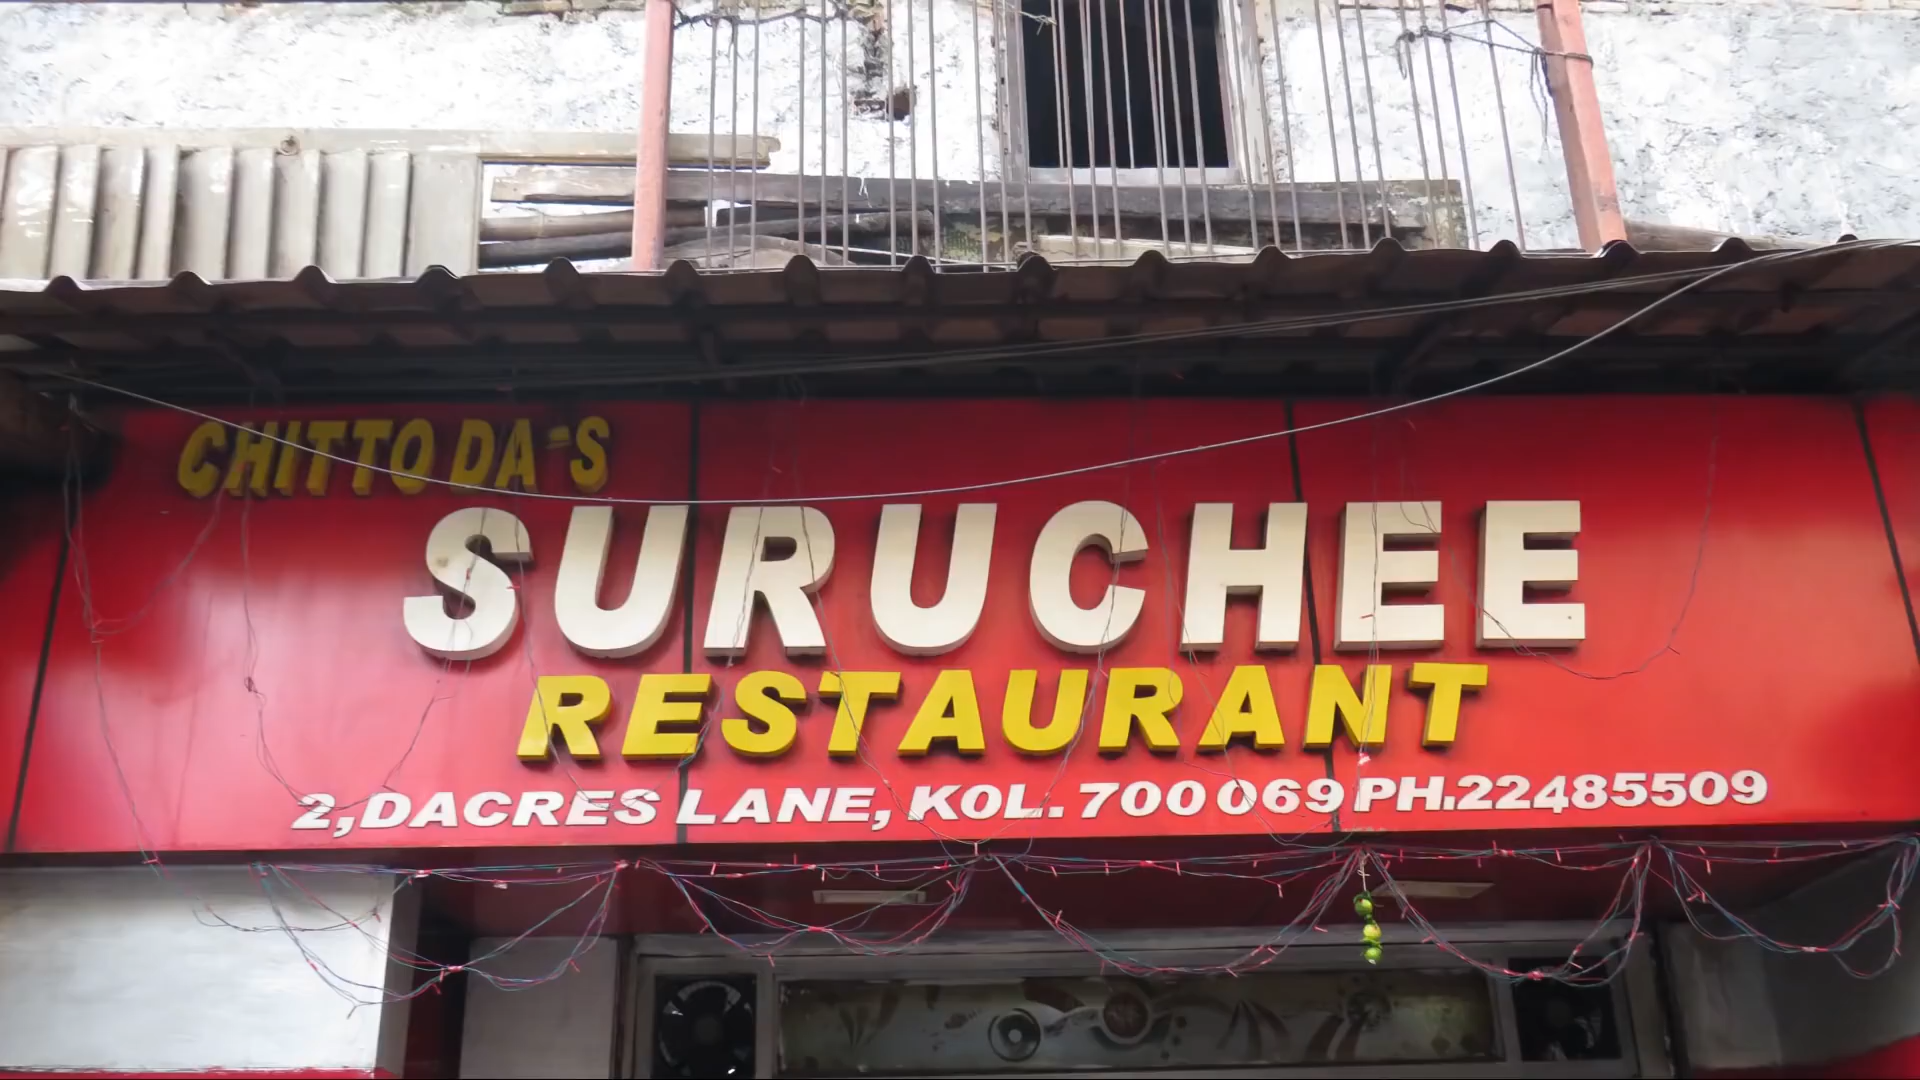 CHITTO DA'S
SURUCHEE
RESTAURANT
2,DACRES LANE, KOL. 700 069 PH.22485509